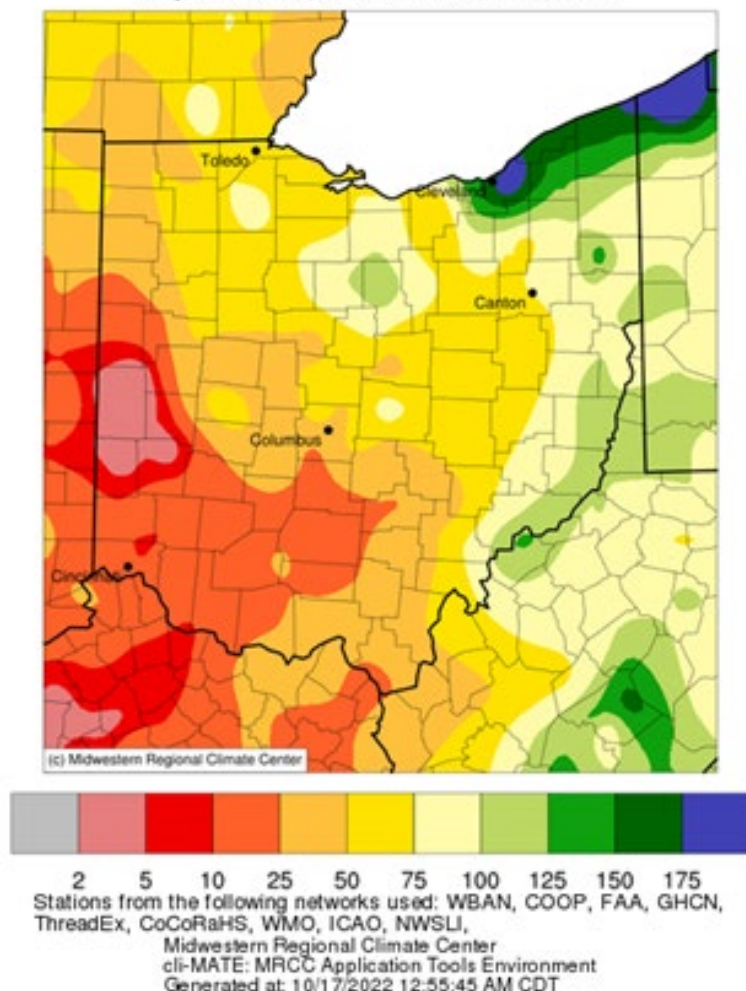 Toledo
Cleveland
Canton
Columbus
Cincinnati
(c) Midwestern Regional Climate Center
2 5 10 25 50 75 100 125 150 175
Stations from the following networks used: WBAN, COOP, FAA, GHCN,
ThreadEx, CoCoRaHS, WMO, ICAO, NWSLI,
Midwestern Regional Climate Center
cli-MATE: MRCC Application Tools Environment
Generated at: 10/17/2022 12:55:45 AM CDT